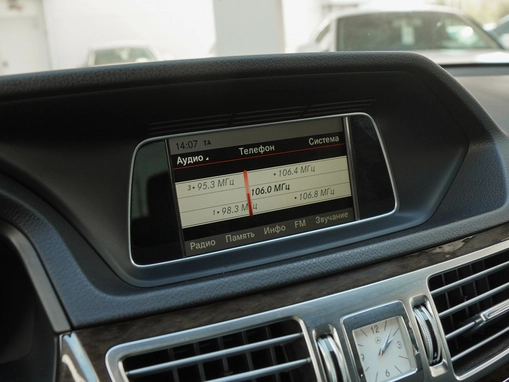 14:07 TA
Аудио Телефон Система
3•95.3 МГц •106.4 МГц
106.0 МГц
1•98.3 МГц •106.8 МГц
Радио Память Инфо FM Звучание